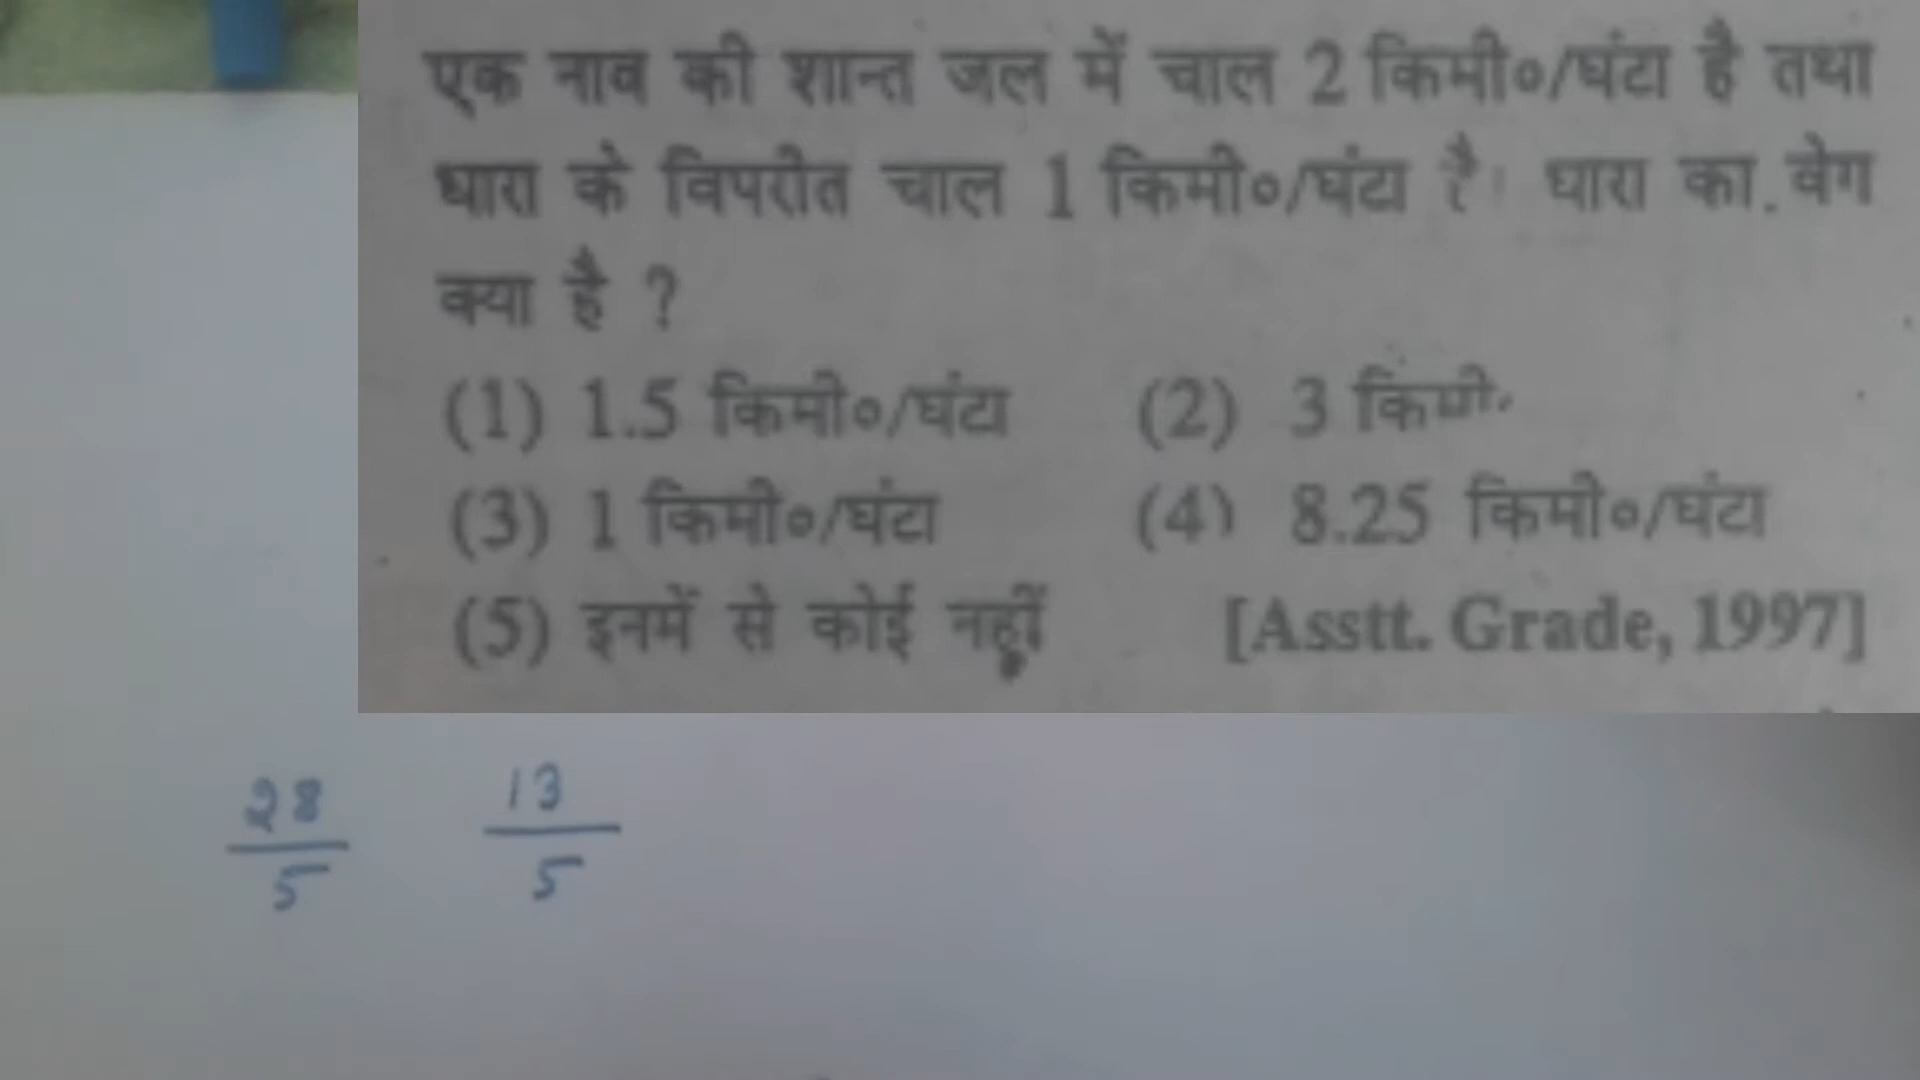 एक नाव की शान्त जल में चाल 2 किमी०/घंटा है तथा
धारा के विपरीत चाल 1 किमी०/घंटा है। धारा का वेग
क्या है ?
(1) 1.5 किमी०/घंटा (2) 3 किमी०
(3) 1 किमी०/घंटा (4) 8.25 किमी०/घंटा
(5) इनमें से कोई नहीं [Asstt. Grade, 1997]
28 13
5 5